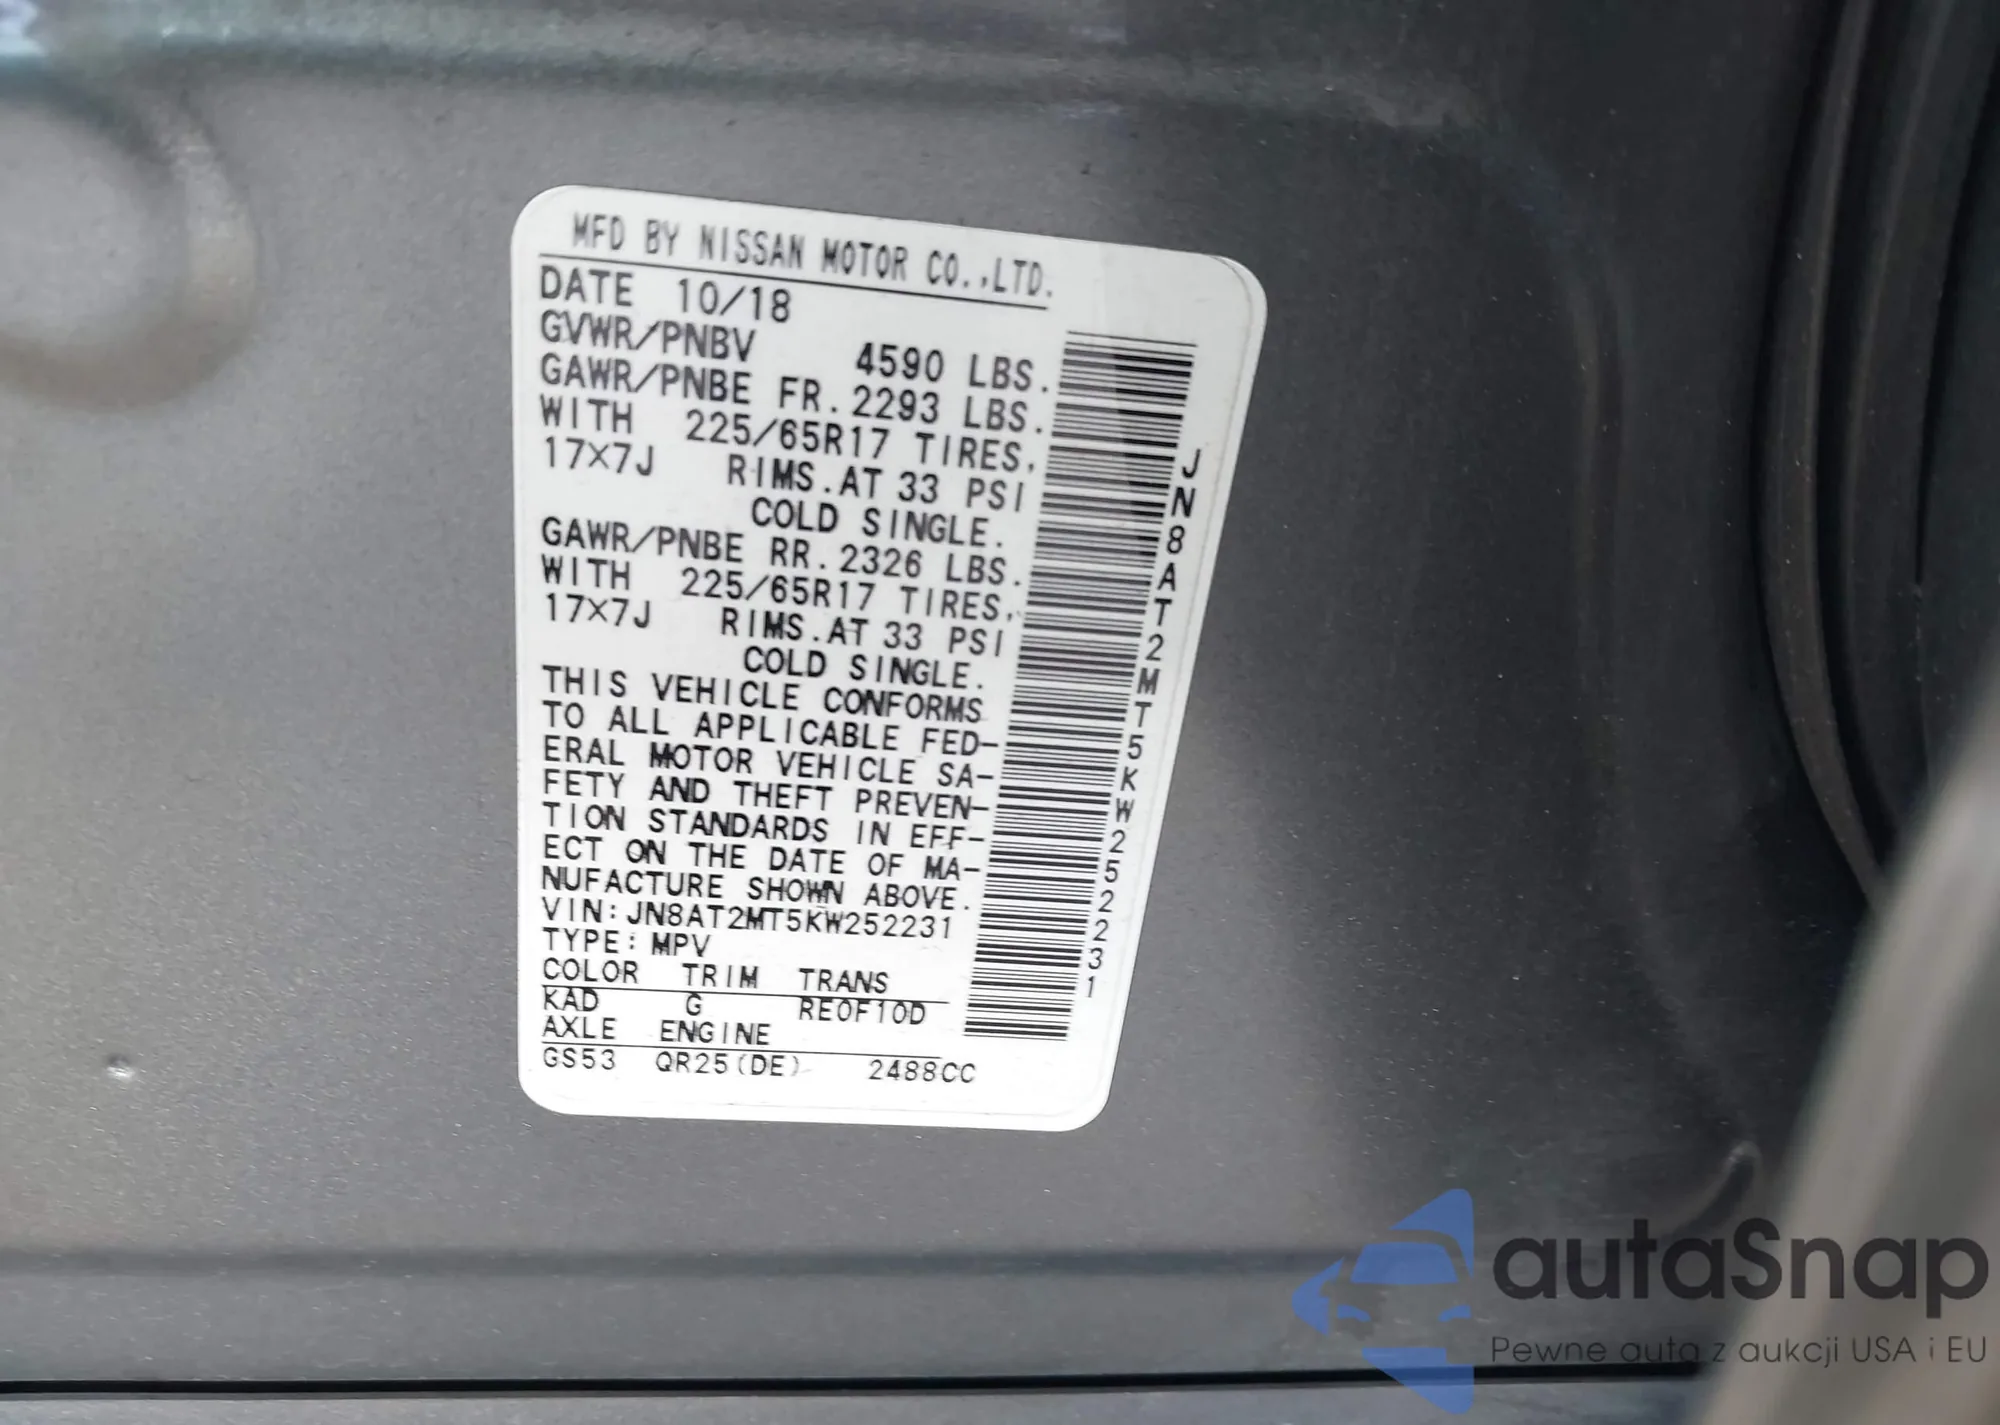 MFD BY NISSAN MOTOR CO.,LTD.
DATE 10/18
GVWR/PNBV 4590 LBS.
GAWR/PNBE FR. 2293 LBS.
WITH 225/65R17 TIRES,
17X7J RIMS.AT 33 PSI
COLD SINGLE.
GAWR/PNBE RR. 2326 LBS.
WITH 225/65R17 TIRES,
17X7J RIMS.AT 33 PSI
COLD SINGLE.
THIS VEHICLE CONFORMS
TO ALL APPLICABLE FED-
ERAL MOTOR VEHICLE SA-
FETY AND THEFT PREVEN-
TION STANDARDS IN EFF-
ECT ON THE DATE OF MA-
NUFACTURE SHOWN ABOVE.
VIN:JN8AT2MT5KW252231
TYPE:MPV
COLOR TRIM TRANS
KAD G RE0F10D
AXLE ENGINE
GS53 QR25(DE) 2488CC
JN8AT2MT5KW252231
autaSnap
Pewne auta z aukcji USA i EU